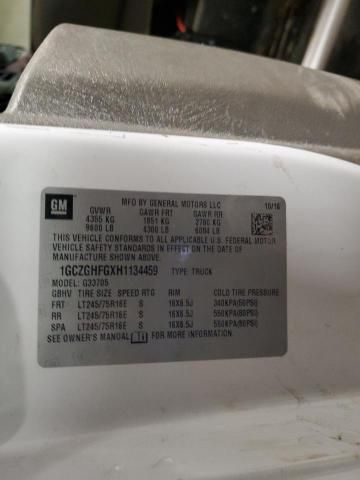 GM
MFD BY GENERAL MOTORS LLC
10/16
GVWR GAWR FRT GAWR RR
4355 KG 1951 KG 2760 KG
9600 LB 4300 LB 6084 LB
THIS VEHICLE CONFORMS TO ALL APPLICABLE U.S. FEDERAL MOTOR
VEHICLE SAFETY STANDARDS IN EFFECT ON THE DATE OF
MANUFACTURE SHOWN ABOVE.
1GCZGHFGXH1134459 TYPE: TRUCK
MODEL: G33705
GBHV TIRE SIZE SPEED RTG RIM COLD TIRE PRESSURE
FRT LT245/75R16E S 16X6.5J 340KPA(50PSI)
RR LT245/75R16E S 16X6.5J 550KPA(80PSI)
SPA LT245/75R16E S 16X6.5J 550KPA(80PSI)
SEE OWNER'S MANUAL FOR MORE INFORMATION